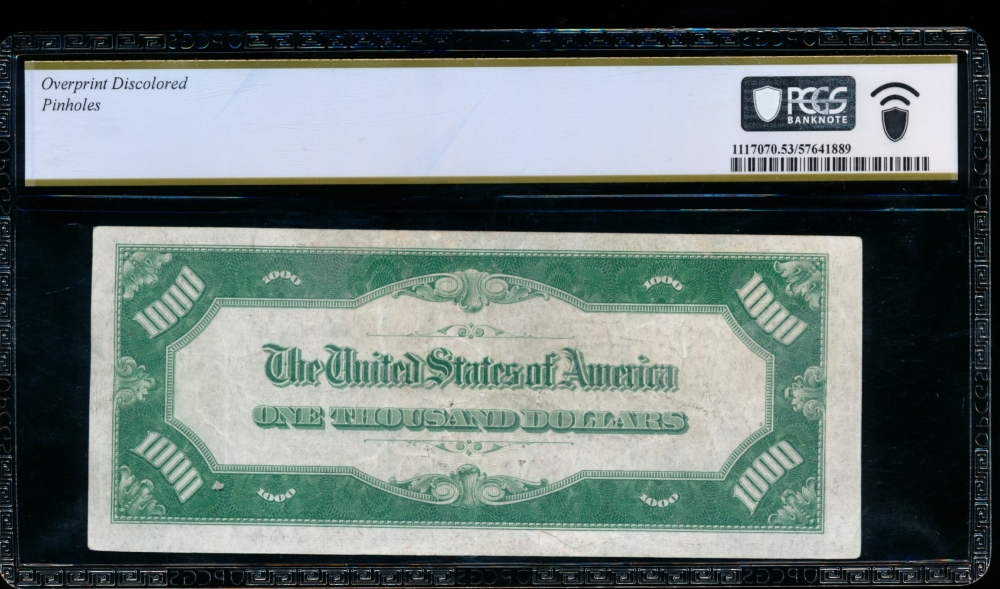 Overprint Discolored
Pinholes
PCGS
BANKNOTE
1117070.53/57641889
1000 1000 1000 1000
The United States of America
ONE THOUSAND DOLLARS
1000 1000 1000 1000